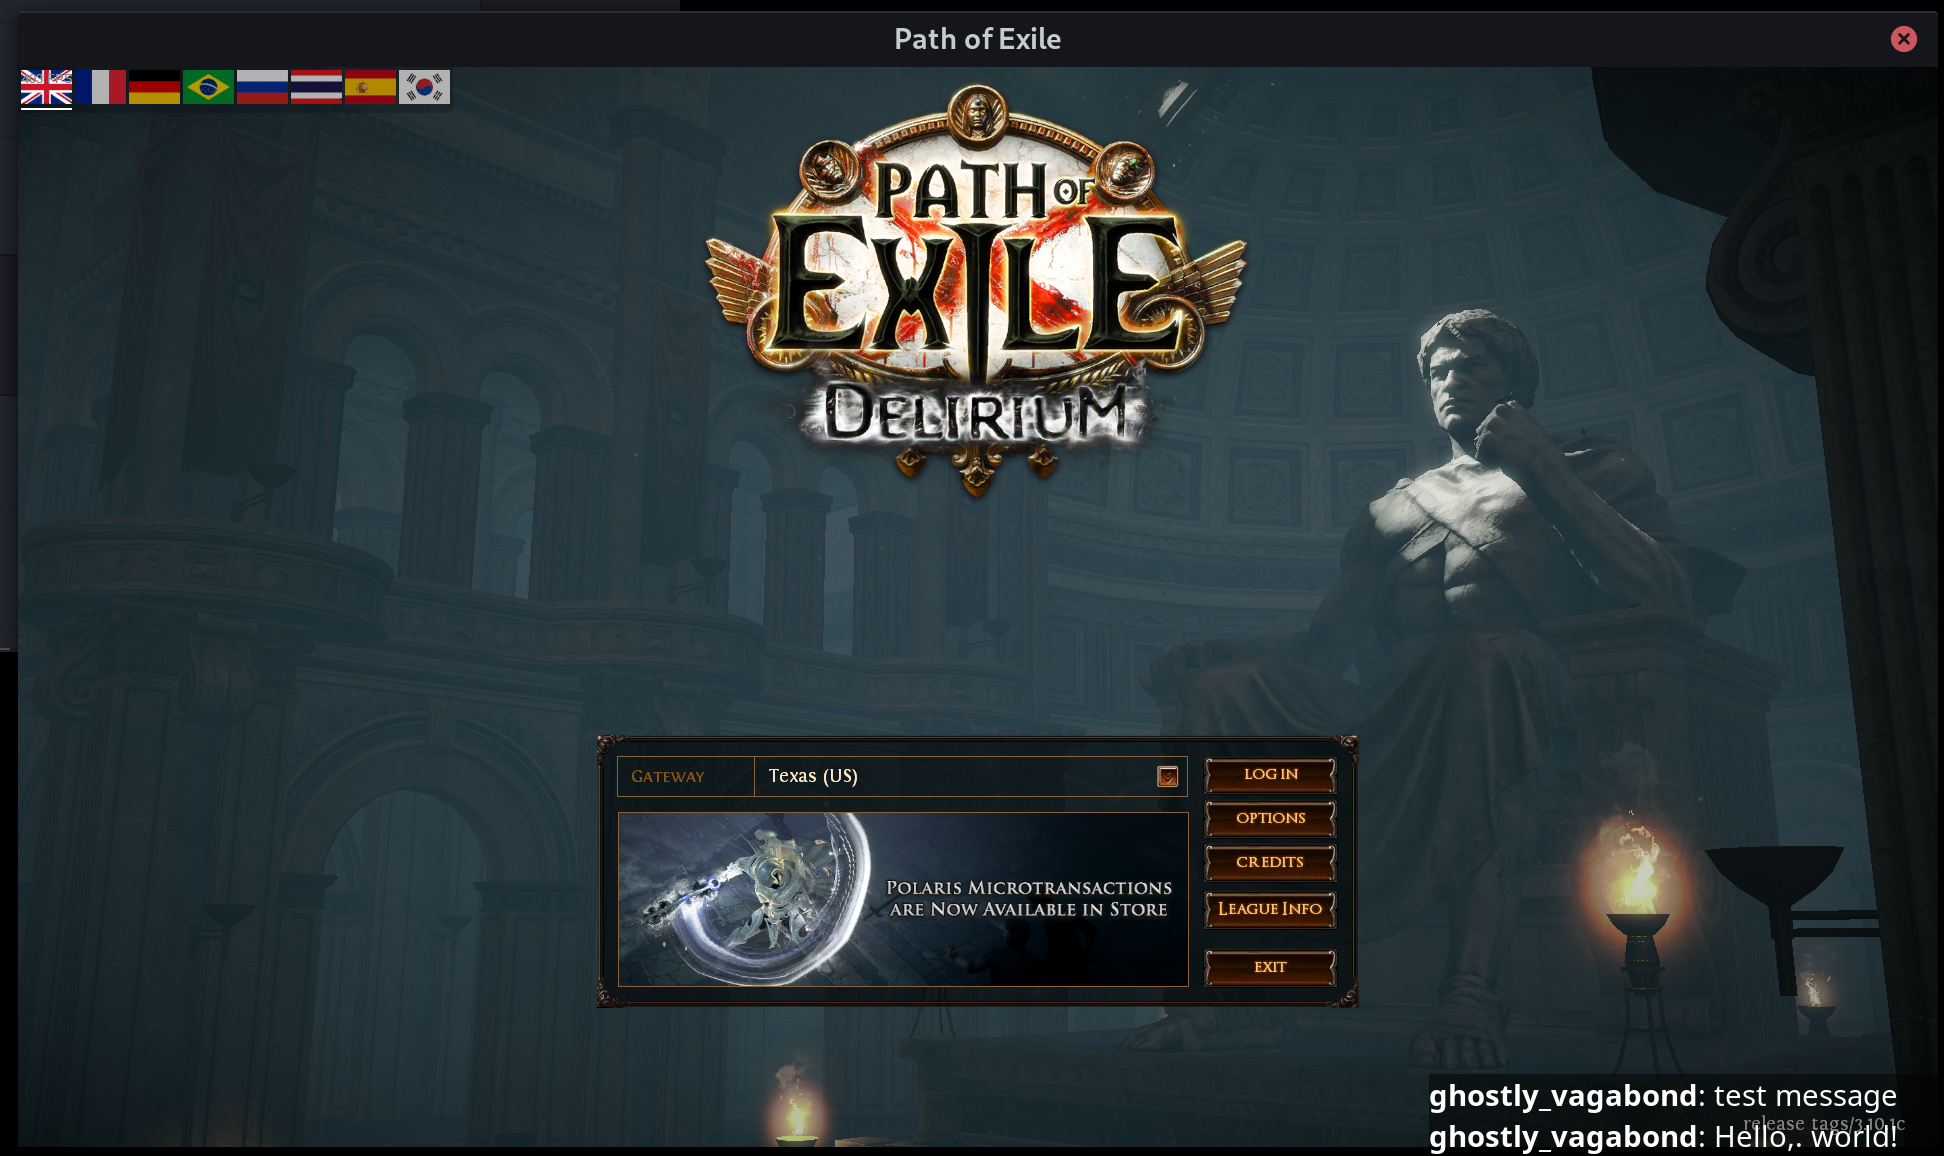 Path of Exile
PATH OF
EXILE
DELIRIUM
GATEWAY
Texas (US)
LOG IN
OPTIONS
CREDITS
LEAGUE INFO
EXIT
POLARIS MICROTRANSACTIONS
ARE NOW AVAILABLE IN STORE
ghostly_vagabond: test message
release tags/3.10.1c
ghostly_vagabond: Hello,. world!